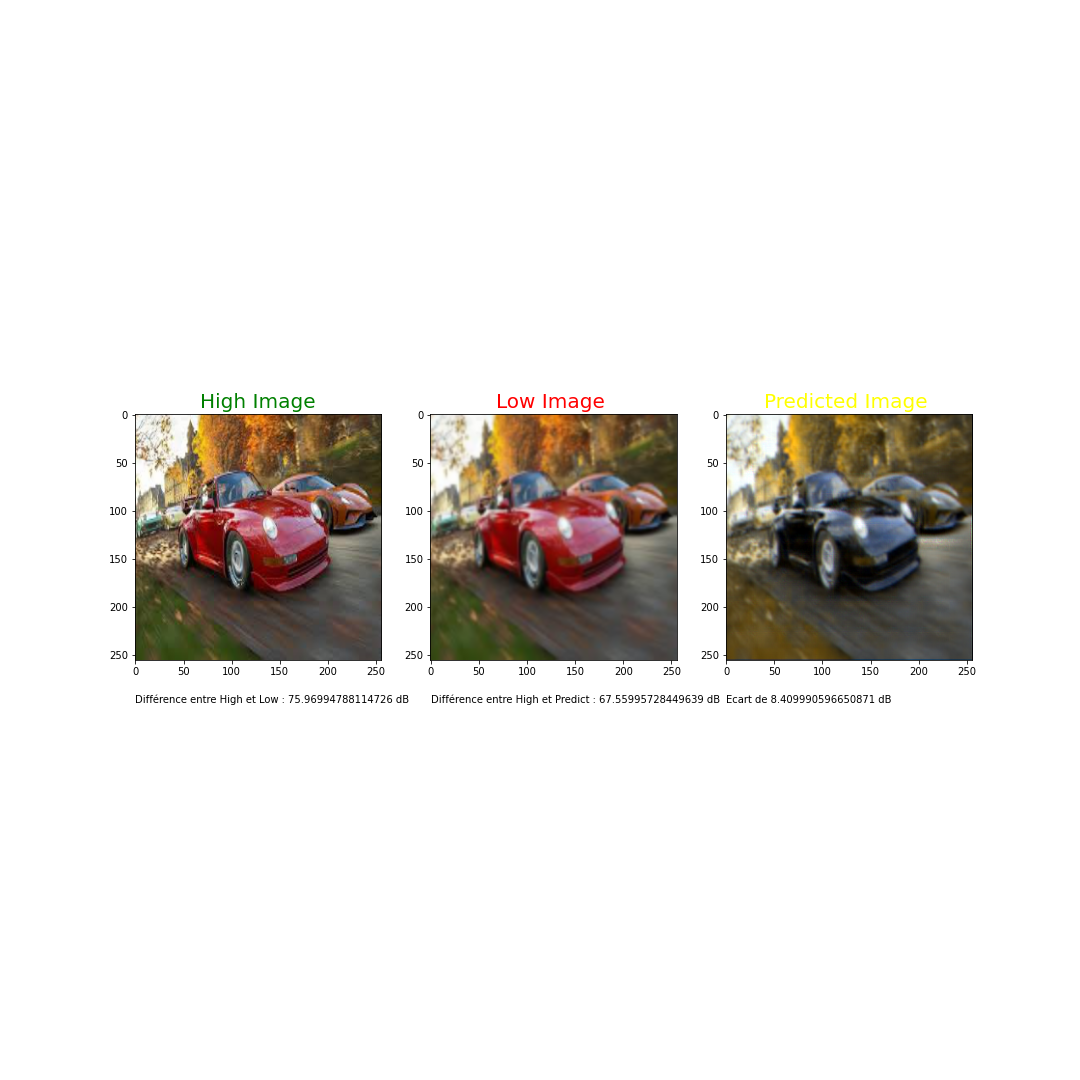 High Image
Low Image
Predicted Image
0
50
100
150
200
250
0 50 100 150 200 250
0
50
100
150
200
250
0 50 100 150 200 250
0
50
100
150
200
250
0 50 100 150 200 250
Différence entre High et Low : 75.96994788114726 dB
Différence entre High et Predict : 67.55995728449639 dB
Ecart de 8.409990596650871 dB